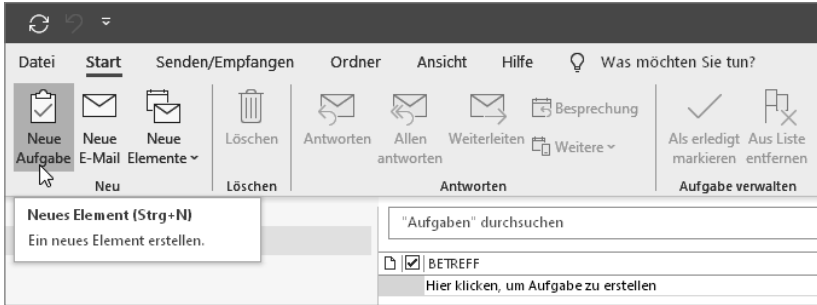 Datei Start Senden/Empfangen Ordner Ansicht Hilfe Was möchten Sie tun?
Neue Aufgabe
Neue E-Mail
Neue Elemente
Neu
Löschen
Löschen
Antworten
Allen antworten
Weiterleiten
Besprechung
Weitere
Antworten
Als erledigt markieren
Aus Liste entfernen
Aufgabe verwalten
Neues Element (Strg+N)
Ein neues Element erstellen.
"Aufgaben" durchsuchen
BETREFF
Hier klicken, um Aufgabe zu erstellen